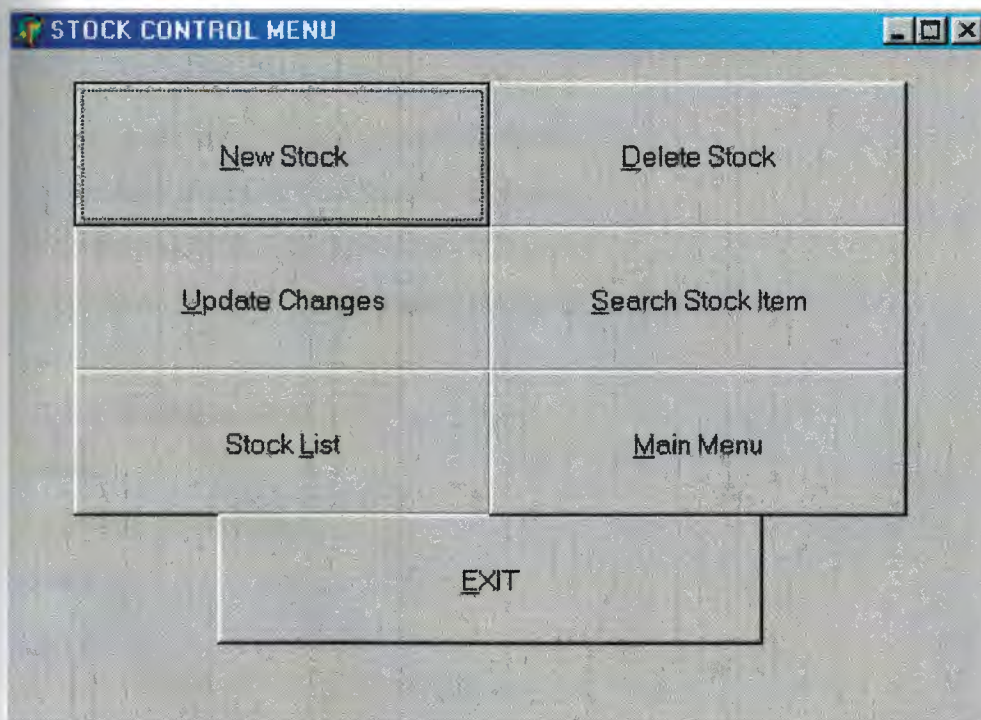 STOCK CONTROL MENU
New Stock
Delete Stock
Update Changes
Search Stock Item
Stock List
Main Menu
EXIT